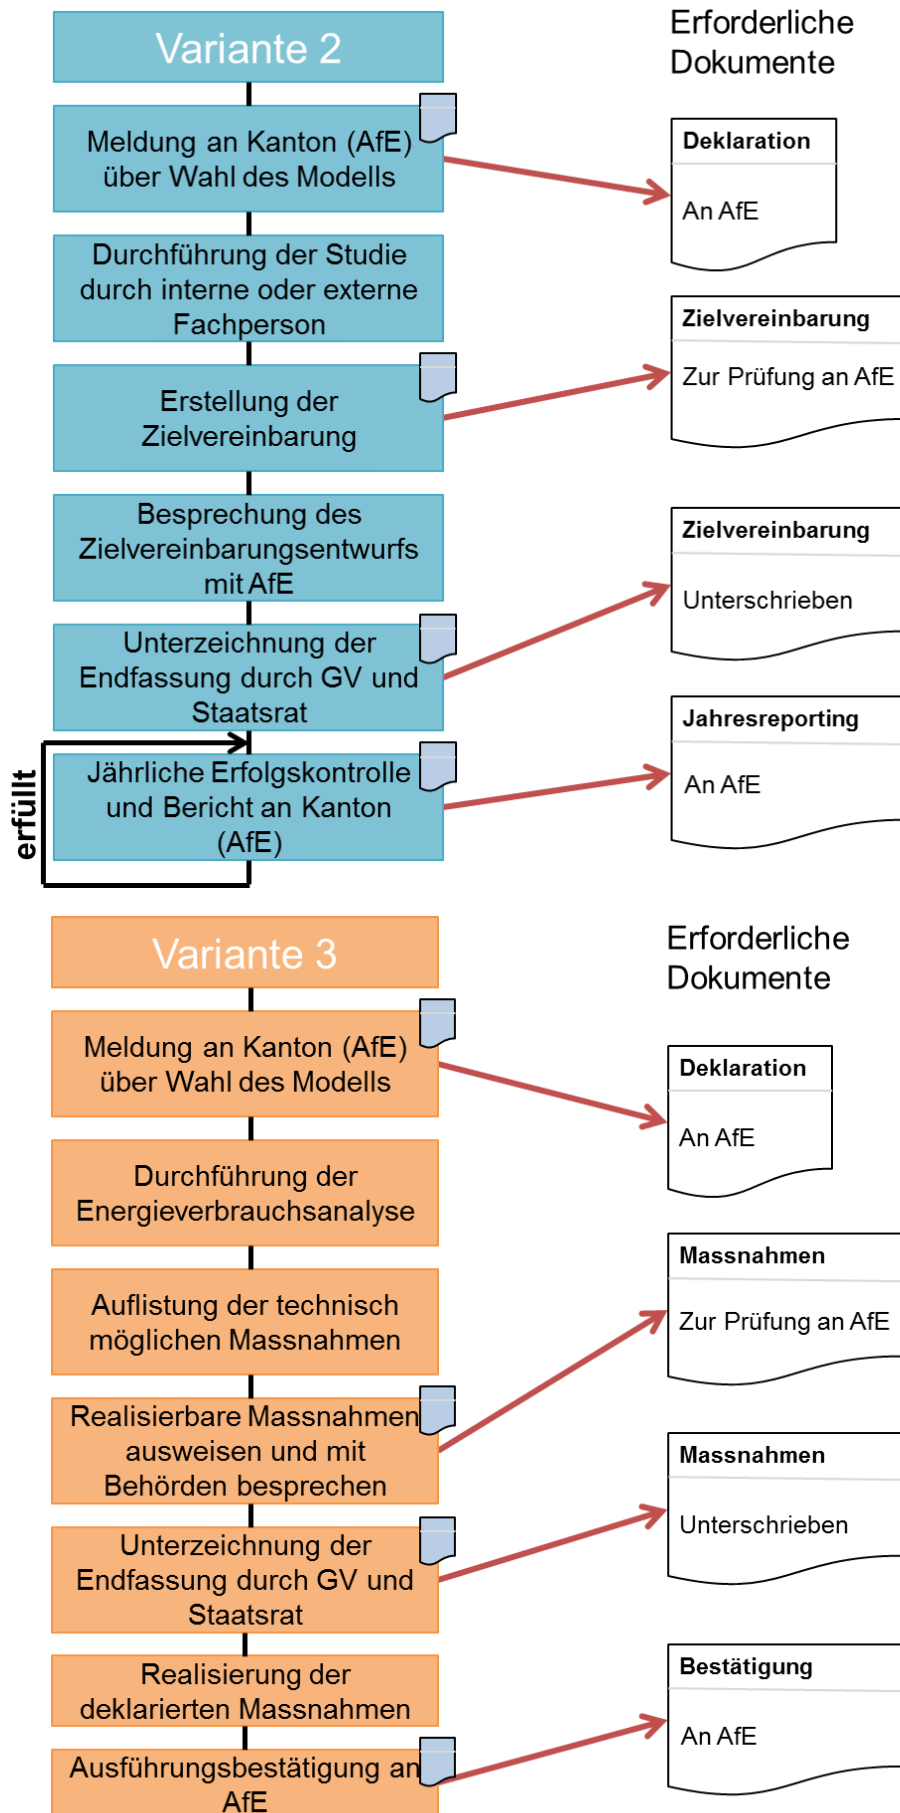 Variante 2
Erforderliche
Dokumente
Meldung an Kanton (AfE)
über Wahl des Modells
Deklaration
An AfE
Durchführung der Studie
durch interne oder externe
Fachperson
Zielvereinbarung
Zur Prüfung an AfE
Erstellung der
Zielvereinbarung
Besprechung des
Zielvereinbarungsentwurfs
mit AfE
Zielvereinbarung
Unterschrieben
Unterzeichnung der
Endfassung durch GV und
Staatsrat
Jahresreporting
An AfE
Jährliche Erfolgskontrolle
und Bericht an Kanton
(AfE)
erfüllt
Variante 3
Erforderliche
Dokumente
Meldung an Kanton (AfE)
über Wahl des Modells
Deklaration
An AfE
Durchführung der
Energieverbrauchsanalyse
Auflistung der technisch
möglichen Massnahmen
Massnahmen
Zur Prüfung an AfE
Realisierbare Massnahmen
ausweisen und mit
Behörden besprechen
Massnahmen
Unterschrieben
Unterzeichnung der
Endfassung durch GV und
Staatsrat
Realisierung der
deklarierten Massnahmen
Bestätigung
An AfE
Ausführungsbestätigung an
AfE